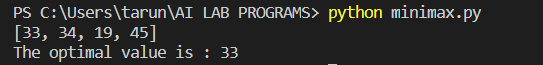 PS C:\Users\tarun\AI LAB PROGRAMS> python minimax.py
[33, 34, 19, 45]
The optimal value is : 33